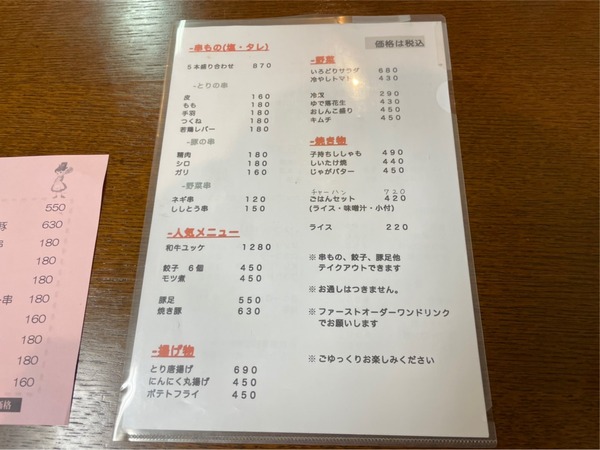 -串もの(塩・タレ)
5本盛り合わせ 870
-とりの串
皮 160
もも 180
手羽 180
つくね 180
若鶏レバー 180
-豚の串
精肉 180
シロ 180
ガリ 160
-野菜串
ネギ串 120
ししとう串 150
-人気メニュー
和牛ユッケ 1280
餃子 6個 450
モツ煮 450
豚足 550
焼き豚 630
-揚げ物
とり唐揚げ 690
にんにく丸揚げ 450
ポテトフライ 450
価格は税込
-野菜
いろどりサラダ 680
冷やしトマト 430
冷奴 290
ゆで落花生 430
おしんこ盛り 450
キムチ 450
-焼き物
子持ちししゃも 490
しいたけ焼 440
じゃがバター 450
チャーハン 720
ごはんセット 420
(ライス・味噌汁・小付)
ライス 220
※ 串もの、餃子、豚足他
テイクアウトできます
※ お通しはつきません。
※ ファーストオーダーワンドリンク
でお願いします
※ ごゆっくりお楽しみください
550
豚 630
180
180
180
180
串 180
160
180
160
価格